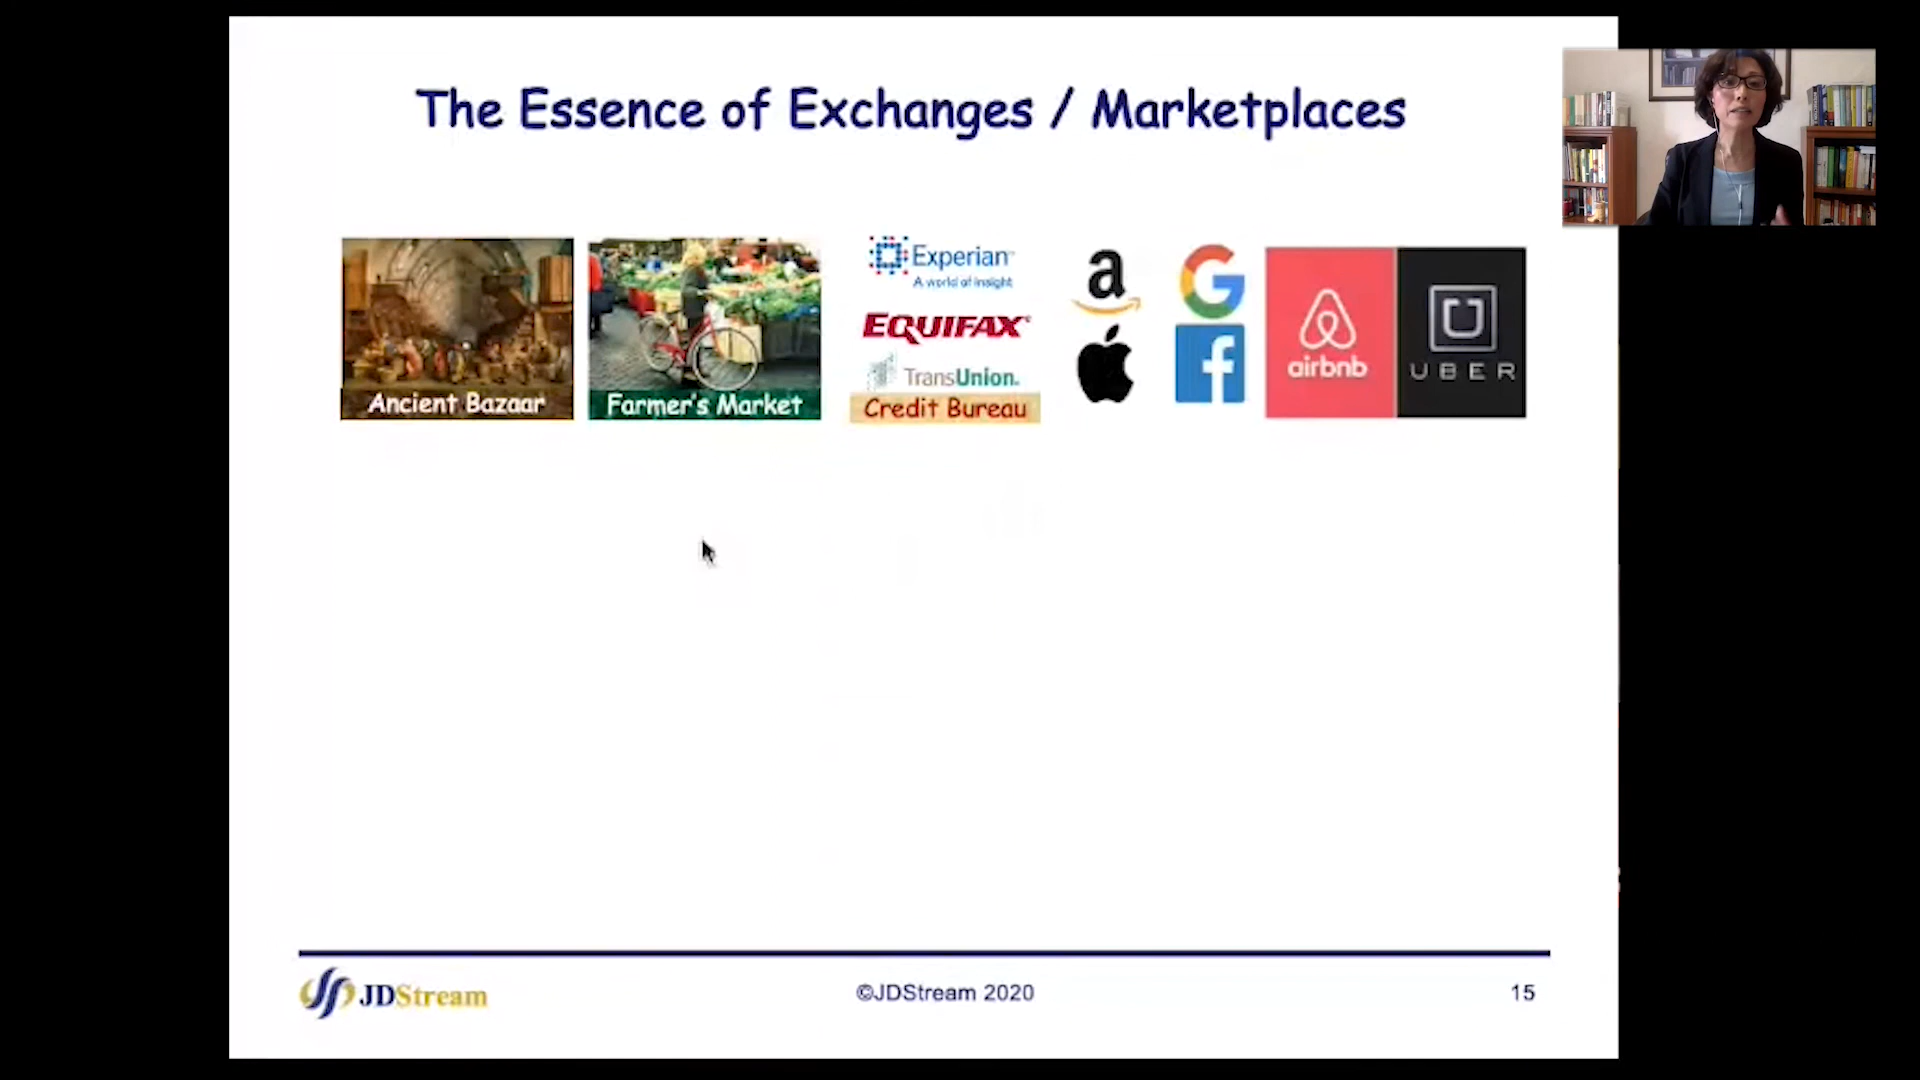 The Essence of Exchanges / Marketplaces
Ancient Bazaar
Farmer's Market
Experian™
A world of insight
EQUIFAX®
TransUnion.
Credit Bureau
a
G
f
airbnb
U
UBER
JDStream
©JDStream 2020
15